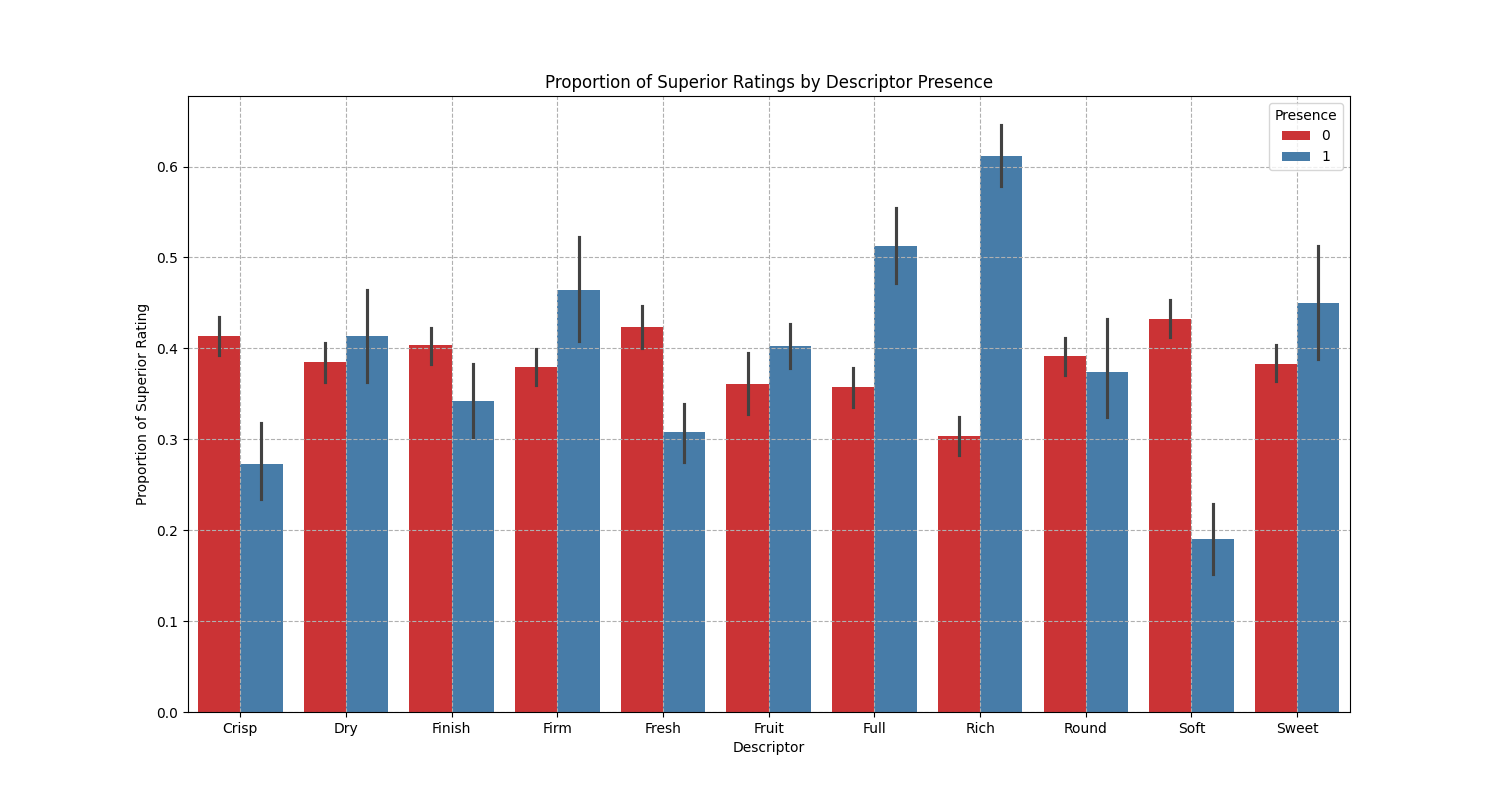 Proportion of Superior Ratings by Descriptor Presence
Presence
0
1
Proportion of Superior Rating
0.6
0.5
0.4
0.3
0.2
0.1
0.0
Crisp Dry Finish Firm Fresh Fruit Full Rich Round Soft Sweet
Descriptor